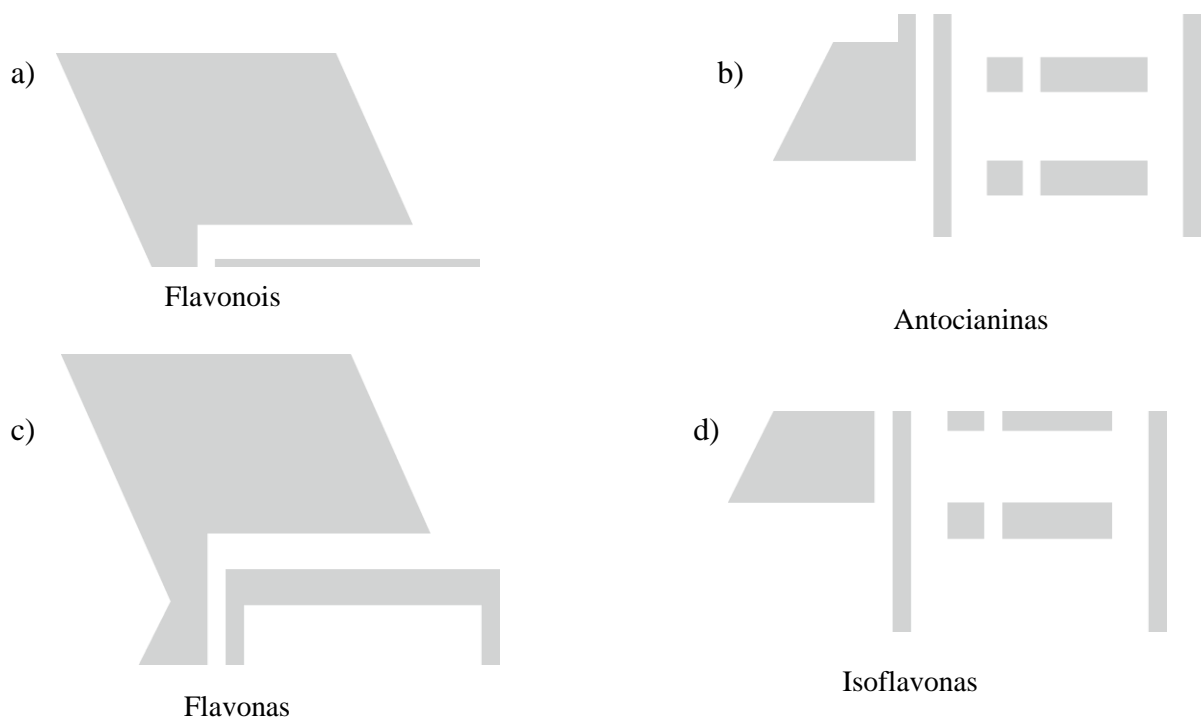 a)
b)
Flavonois
Antocianinas
c)
d)
Flavonas
Isoflavonas